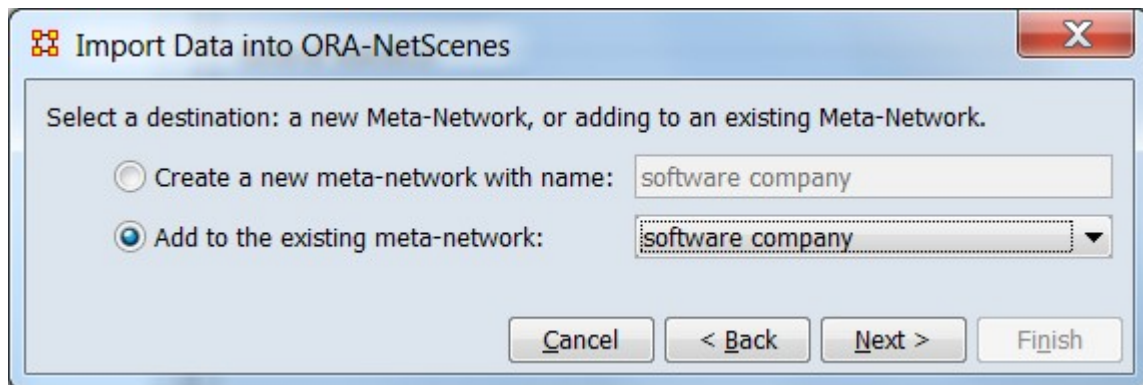 Import Data into ORA-NetScenes
X
Select a destination: a new Meta-Network, or adding to an existing Meta-Network.
Create a new meta-network with name: software company
Add to the existing meta-network: software company
Cancel < Back Next > Finish